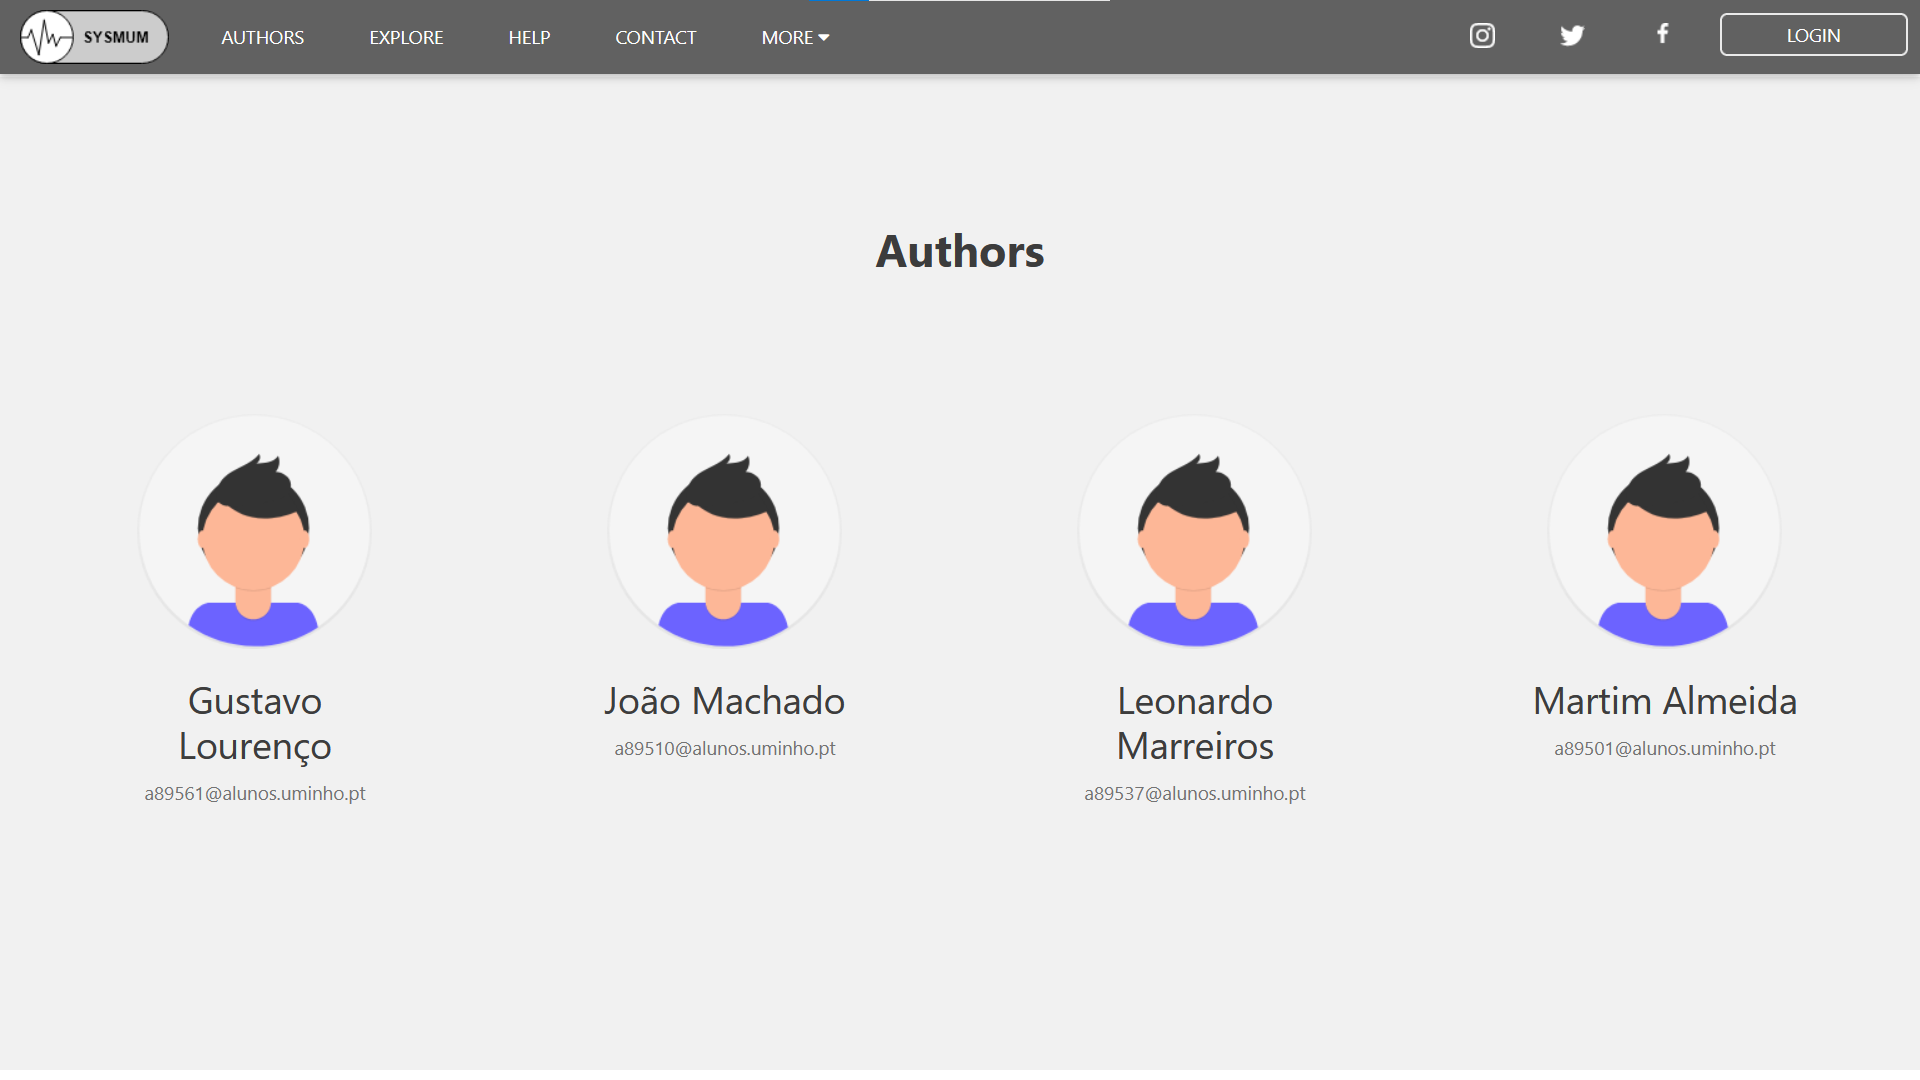 SYSMUM AUTHORS EXPLORE HELP CONTACT MORE LOGIN
Authors
Gustavo
Lourenço
a89561@alunos.uminho.pt
João Machado
a89510@alunos.uminho.pt
Leonardo
Marreiros
a89537@alunos.uminho.pt
Martim Almeida
a89501@alunos.uminho.pt